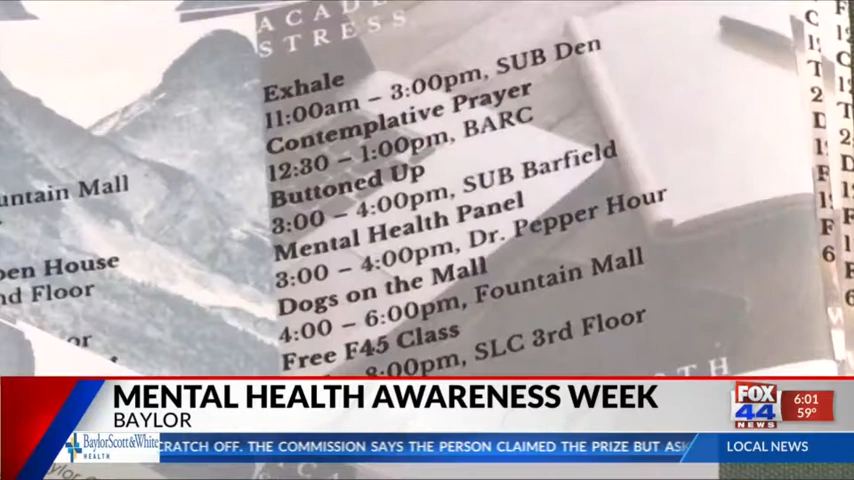 ACADE
STRESS
Exhale
11:00am – 3:00pm, SUB Den
Contemplative Prayer
12:30 – 1:00pm, BARC
Buttoned Up
3:00 – 4:00pm, SUB Barfield
Mental Health Panel
3:00 – 4:00pm, Dr. Pepper Hour
Dogs on the Mall
4:00 – 6:00pm, Fountain Mall
Free F45 Class
8:00pm, SLC 3rd Floor
untain Mall
pen House
nd Floor
or
MENTAL HEALTH AWARENESS WEEK
BAYLOR
FOX
44
NEWS
6:01
59°
BaylorScott&White
HEALTH
CRATCH OFF. THE COMMISSION SAYS THE PERSON CLAIMED THE PRIZE BUT ASK
LOCAL NEWS